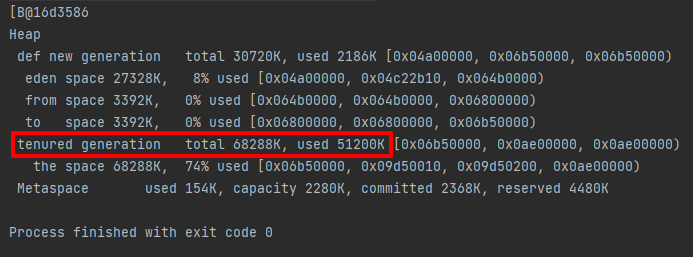 [B@16d3586
Heap
 def new generation   total 30720K, used 2186K [0x04a00000, 0x06b50000, 0x06b50000)
  eden space 27328K,   8% used [0x04a00000, 0x04c22b10, 0x064b0000)
  from space 3392K,   0% used [0x064b0000, 0x064b0000, 0x06800000)
  to   space 3392K,   0% used [0x06800000, 0x06800000, 0x06b50000)
 tenured generation   total 68288K, used 51200K [0x06b50000, 0x0ae00000, 0x0ae00000)
   the space 68288K,  74% used [0x06b50000, 0x09d50010, 0x09d50200, 0x0ae00000)
 Metaspace       used 154K, capacity 2280K, committed 2368K, reserved 4480K
Process finished with exit code 0